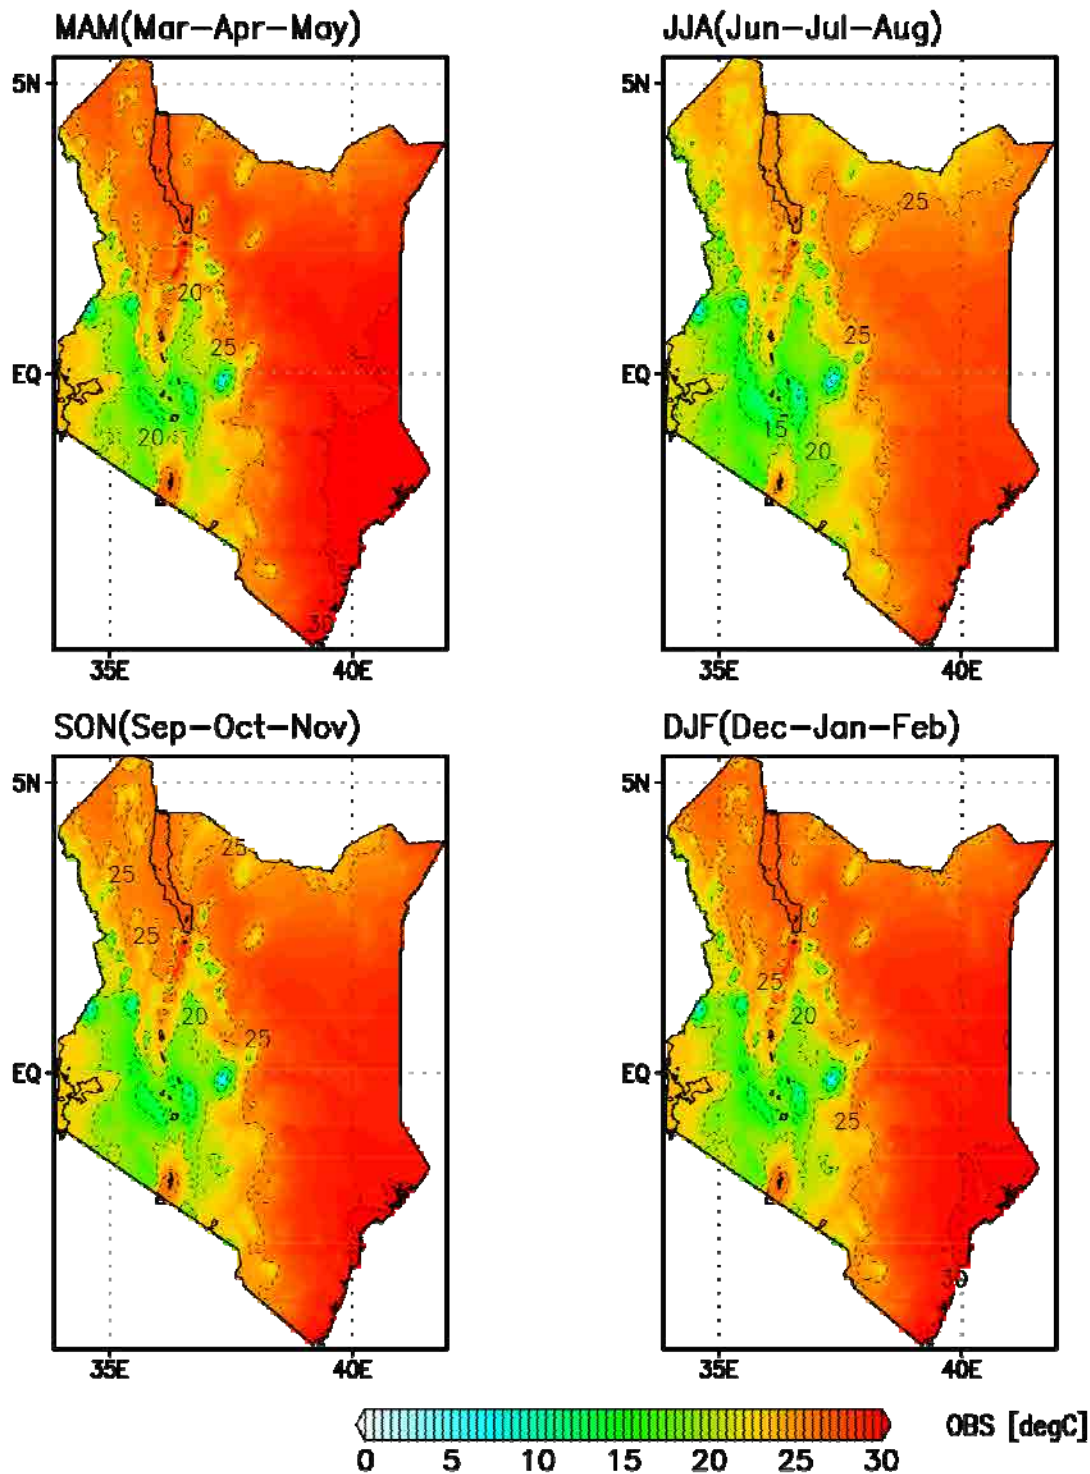 MAM(Mar-Apr-May)
JJA(Jun-Jul-Aug)
5N
5N
25
20
25
25
EQ
EQ
20
15
20
30
35E
40E
35E
40E
SON(Sep-Oct-Nov)
DJF(Dec-Jan-Feb)
5N
5N
25
25
25
25
20
20
25
EQ
EQ
25
30
35E
40E
35E
40E
OBS [degC]
0
5
10
15
20
25
30